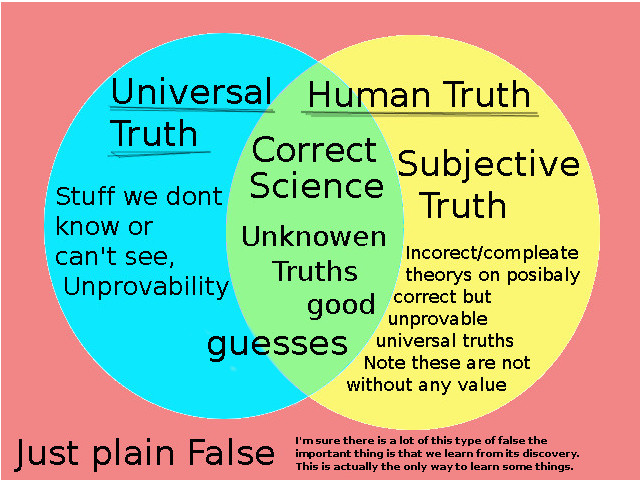 Universal
Truth
Stuff we dont
know or
can't see,
Unprovability
Human Truth
Correct
Science
Unknowen
Truths
good
guesses
Subjective
Truth
Incorect/compleate
theorys on posibaly
correct but
unprovable
universal truths
Note these are not
without any value
Just plain False
I'm sure there is a lot of this type of false the
important thing is that we learn from its discovery.
This is actually the only way to learn some things.